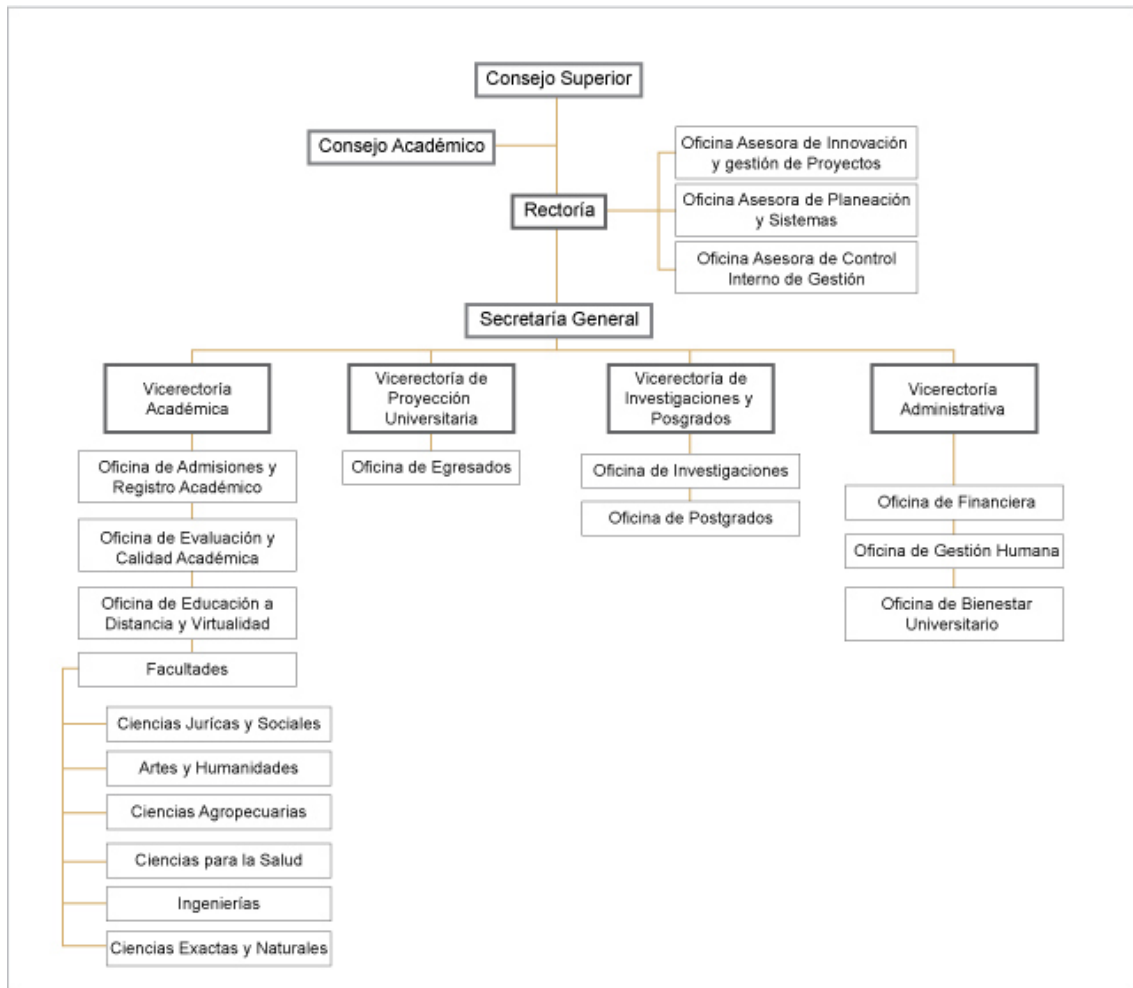 Consejo Superior
Consejo Académico
Oficina Asesora de Innovación
y gestión de Proyectos
Rectoría
Oficina Asesora de Planeación
y Sistemas
Oficina Asesora de Control
Interno de Gestión
Secretaría General
Vicerectoría
Académica
Vicerectoría de
Proyección
Universitaria
Vicerectoría de
Investigaciones y
Posgrados
Vicerectoría
Administrativa
Oficina de Admisiones y
Registro Académico
Oficina de Evaluación y
Calidad Académica
Oficina de Educación a
Distancia y Virtualidad
Facultades
Ciencias Jurícas y Sociales
Artes y Humanidades
Ciencias Agropecuarias
Ciencias para la Salud
Ingenierías
Ciencias Exactas y Naturales
Oficina de Egresados
Oficina de Investigaciones
Oficina de Postgrados
Oficina de Financiera
Oficina de Gestión Humana
Oficina de Bienestar
Universitario